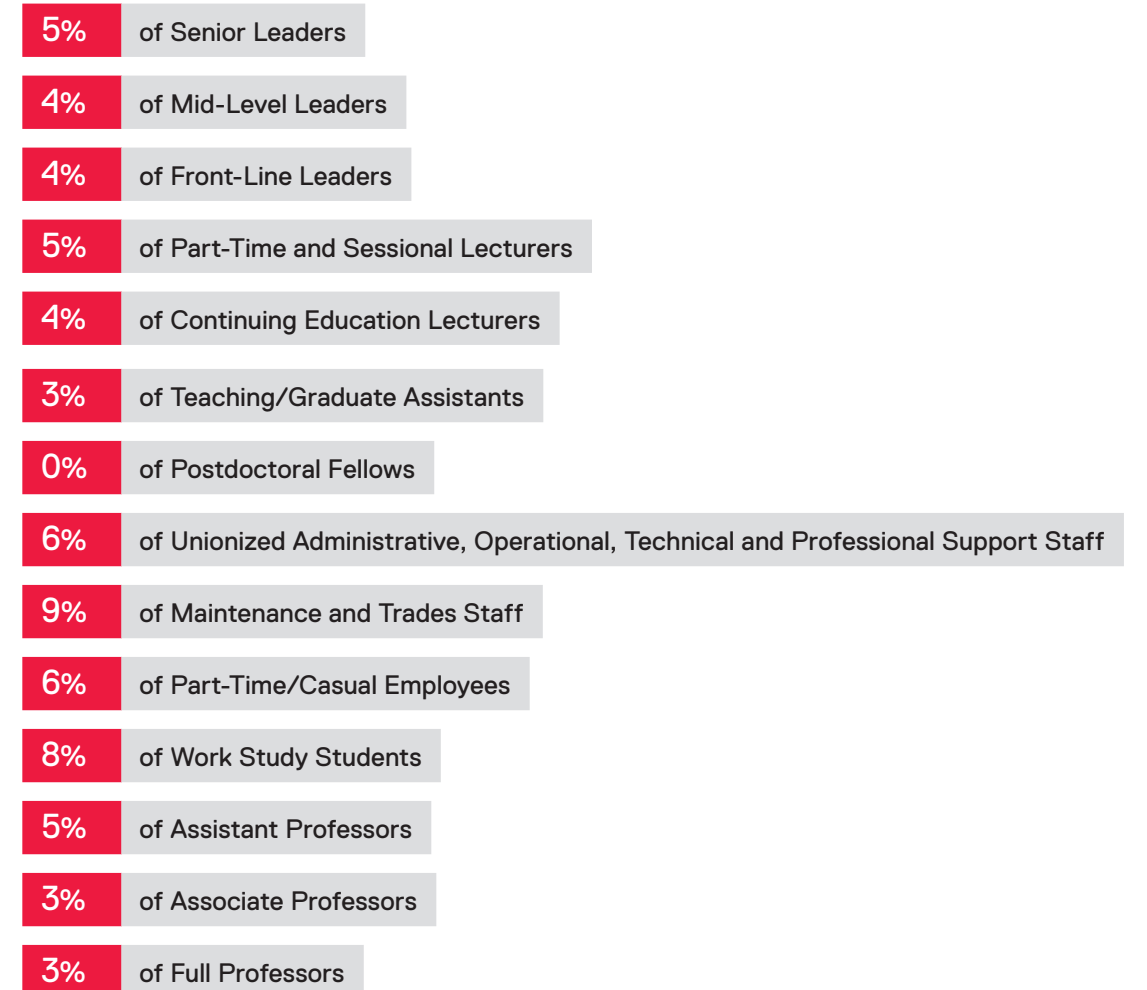 5% of Senior Leaders
4% of Mid-Level Leaders
4% of Front-Line Leaders
5% of Part-Time and Sessional Lecturers
4% of Continuing Education Lecturers
3% of Teaching/Graduate Assistants
0% of Postdoctoral Fellows
6% of Unionized Administrative, Operational, Technical and Professional Support Staff
9% of Maintenance and Trades Staff
6% of Part-Time/Casual Employees
8% of Work Study Students
5% of Assistant Professors
3% of Associate Professors
3% of Full Professors